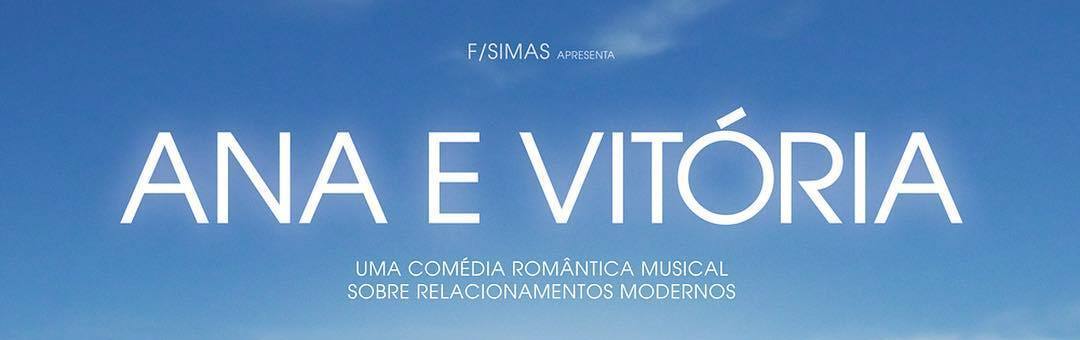 F/SIMAS APRESENTA
ANA E VITÓRIA
UMA COMÉDIA ROMÂNTICA MUSICAL
SOBRE RELACIONAMENTOS MODERNOS